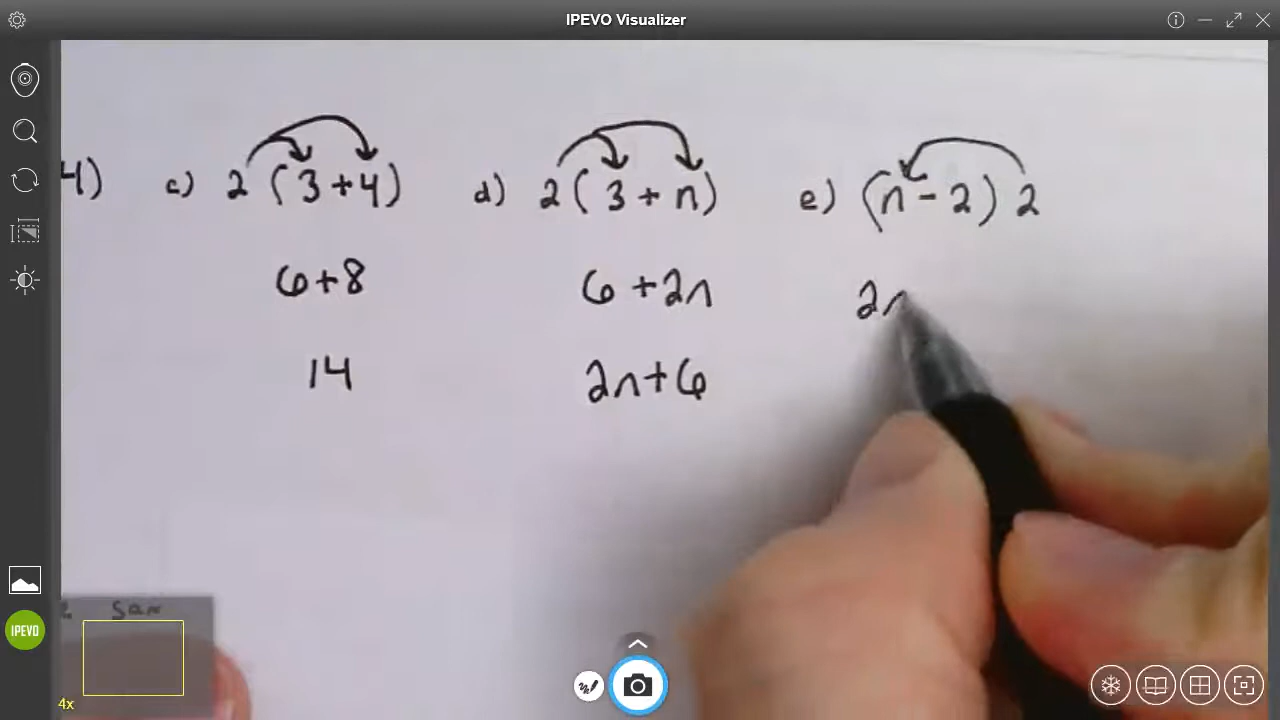 IPEVO Visualizer
4) c) 2 (3 + 4) d) 2 ( 3 + n) e) (n - 2) 2
6 + 8 6 + 2n 2n
14 2n + 6
IPEVO
4x